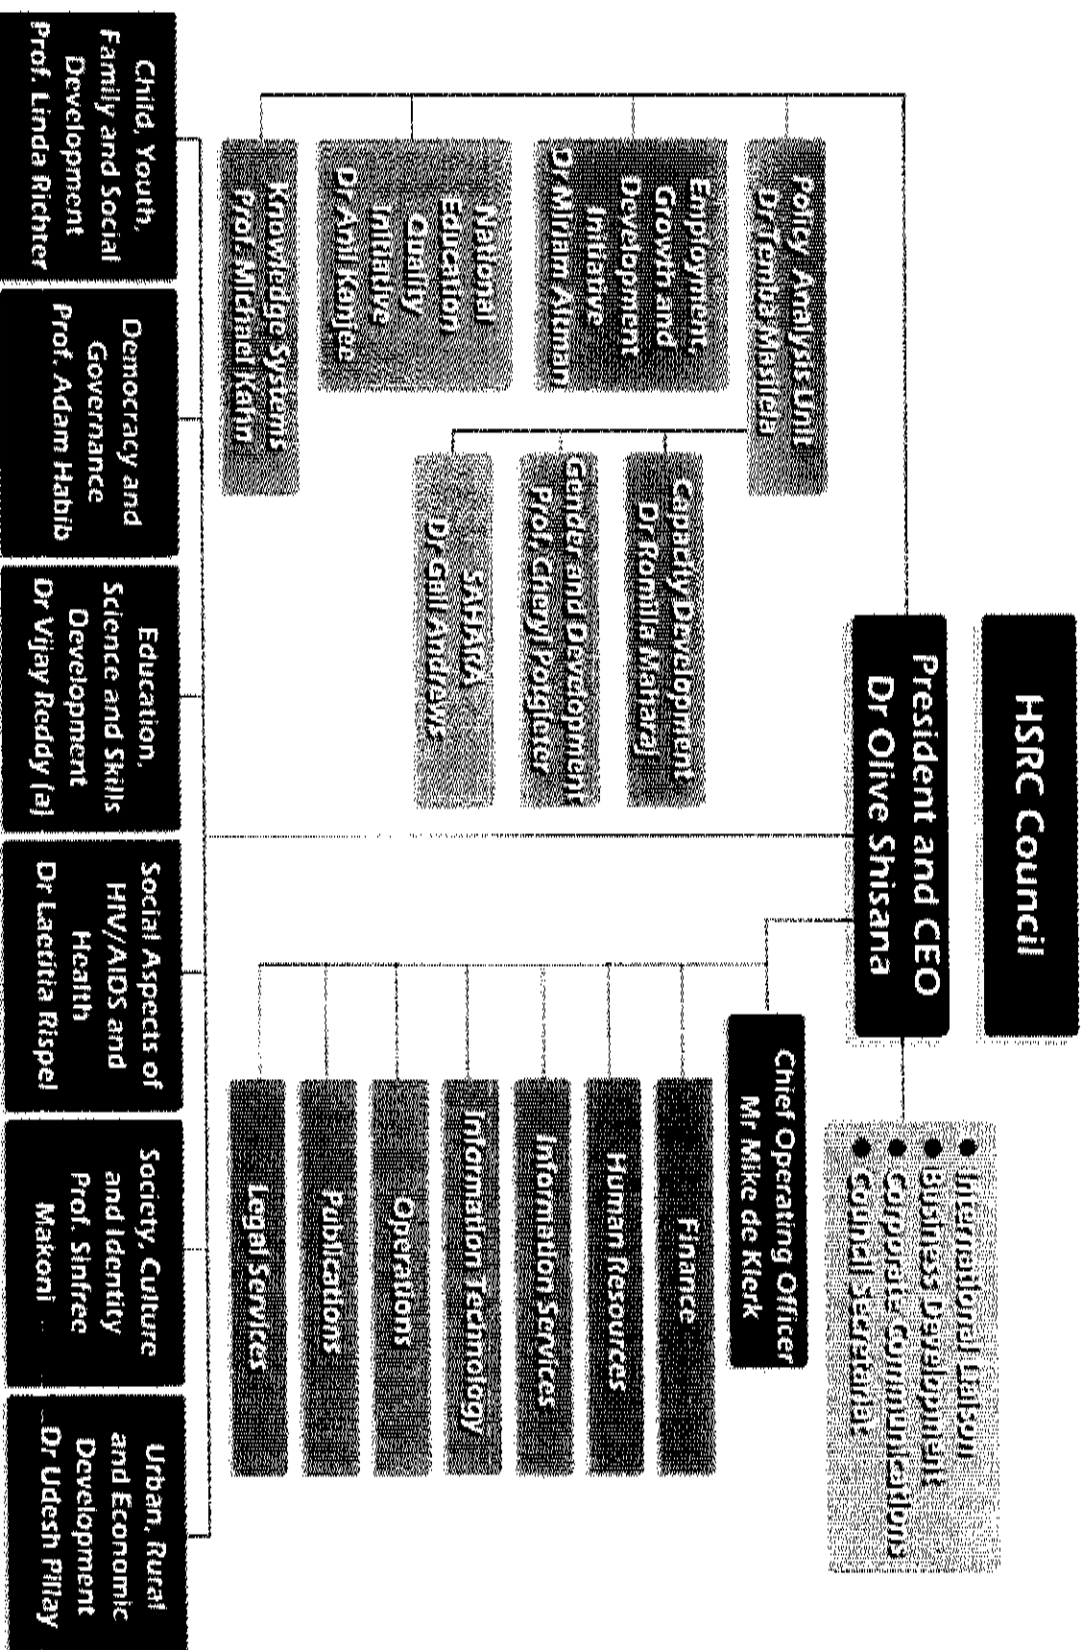 HSRC Council
President and CEO
Dr Olive Shisana
International Liaison
Business Development
Corporate Communications
Council Secretariat
Chief Operating Officer
Mr Mike de Klerk
Policy Analysis Unit
Dr Temba Masilela
Employment,
Growth and
Development
Initiative
Dr Miriam Altman
National
Education
Quality
Initiative
Dr Anil Kanjee
Knowledge Systems
Prof. Michael Kahn
Capacity Development
Dr Romilla Maharaj
Gender and Development
Prof. Cheryl Potgieter
SAHARA
Dr Gail Andrews
Finance
Human Resources
Information Services
Information Technology
Operations
Publications
Legal Services
Child, Youth,
Family and Social
Development
Prof. Linda Richter
Democracy and
Governance
Prof. Adam Habib
Education,
Science and Skills
Development
Dr Vijay Reddy (a)
Social Aspects of
HIV/AIDS and
Health
Dr Laetitia Rispel
Society, Culture
and Identity
Prof. Sinfree
Makoni
Urban, Rural
and Economic
Development
Dr Udesh Pillay